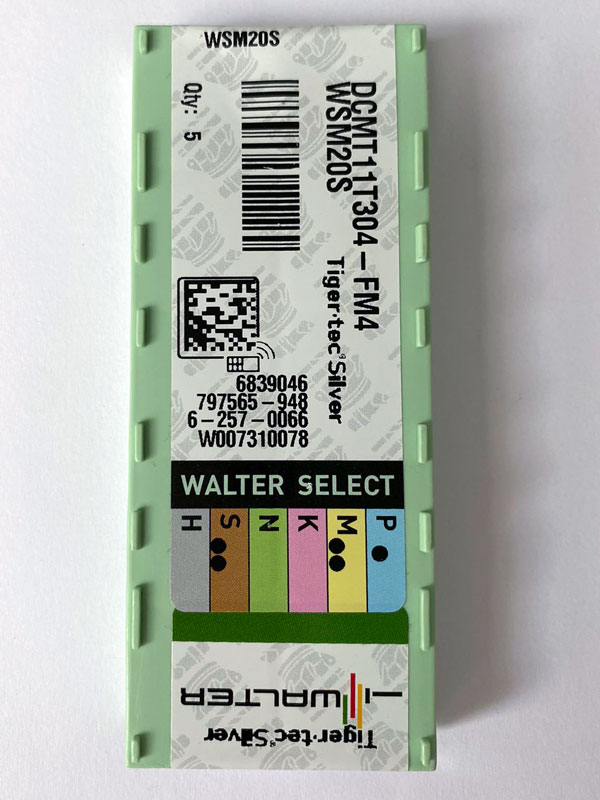 WSM20S
Qty: 5
DCMT11T304-FM4
WSM20S
Tiger·tec® Silver
6839046
797565-948
6-257-0066
W007310078
WALTER SELECT
P
M
K
N
S
H
WALTER
Tiger·tec® Silver